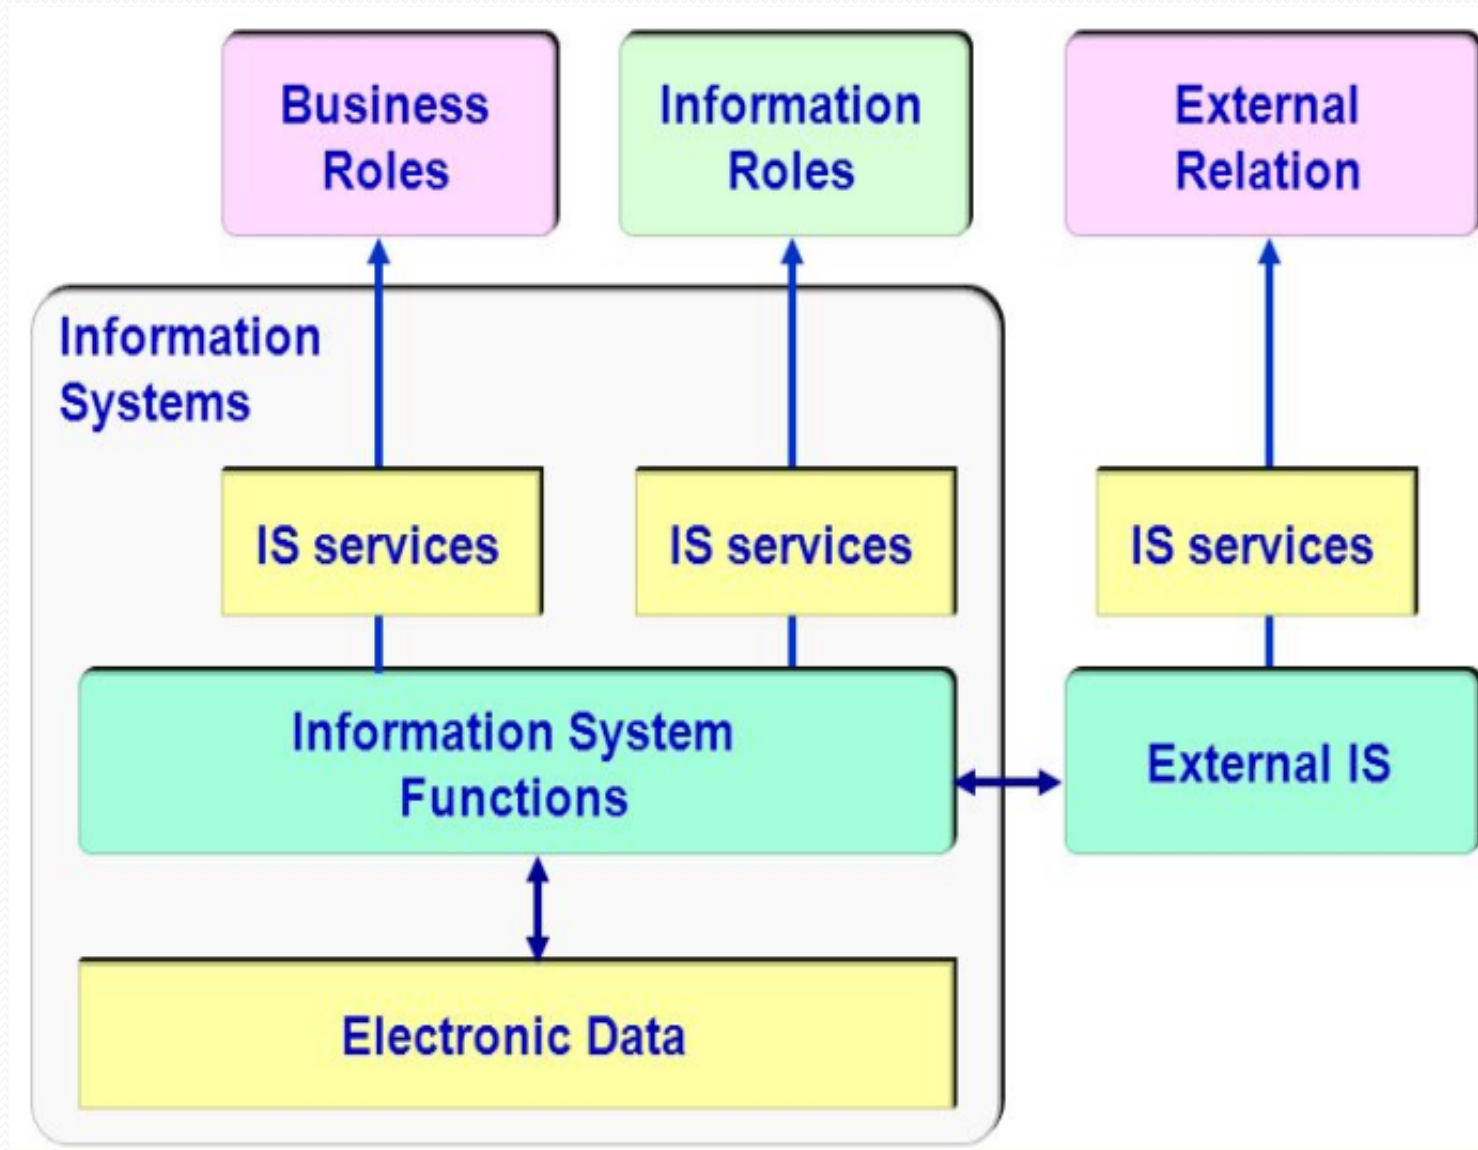 Business
Roles
Information
Roles
External
Relation
Information
Systems
IS services
IS services
IS services
Information System
Functions
External IS
Electronic Data